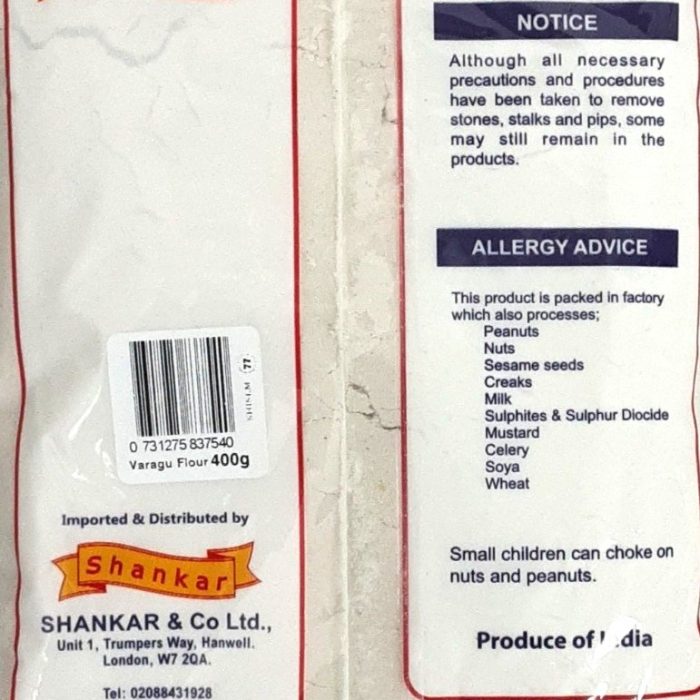 NOTICE
Although all necessary
precautions and procedures
have been taken to remove
stones, stalks and pips, some
may still remain in the
products.
ALLERGY ADVICE
This product is packed in factory
which also processes;
Peanuts
Nuts
Sesame seeds
Creaks
Milk
Sulphites & Sulphur Diocide
Mustard
Celery
Soya
Wheat
Small children can choke on
nuts and peanuts.
Produce of I dia
77
0 731275 837540
Varagu Flour 400g
Imported & Distributed by
Shankar
SHANKAR & Co Ltd.,
Unit 1, Trumpers Way, Hanwell.
London, W7 2QA.
Tel: 02088431928